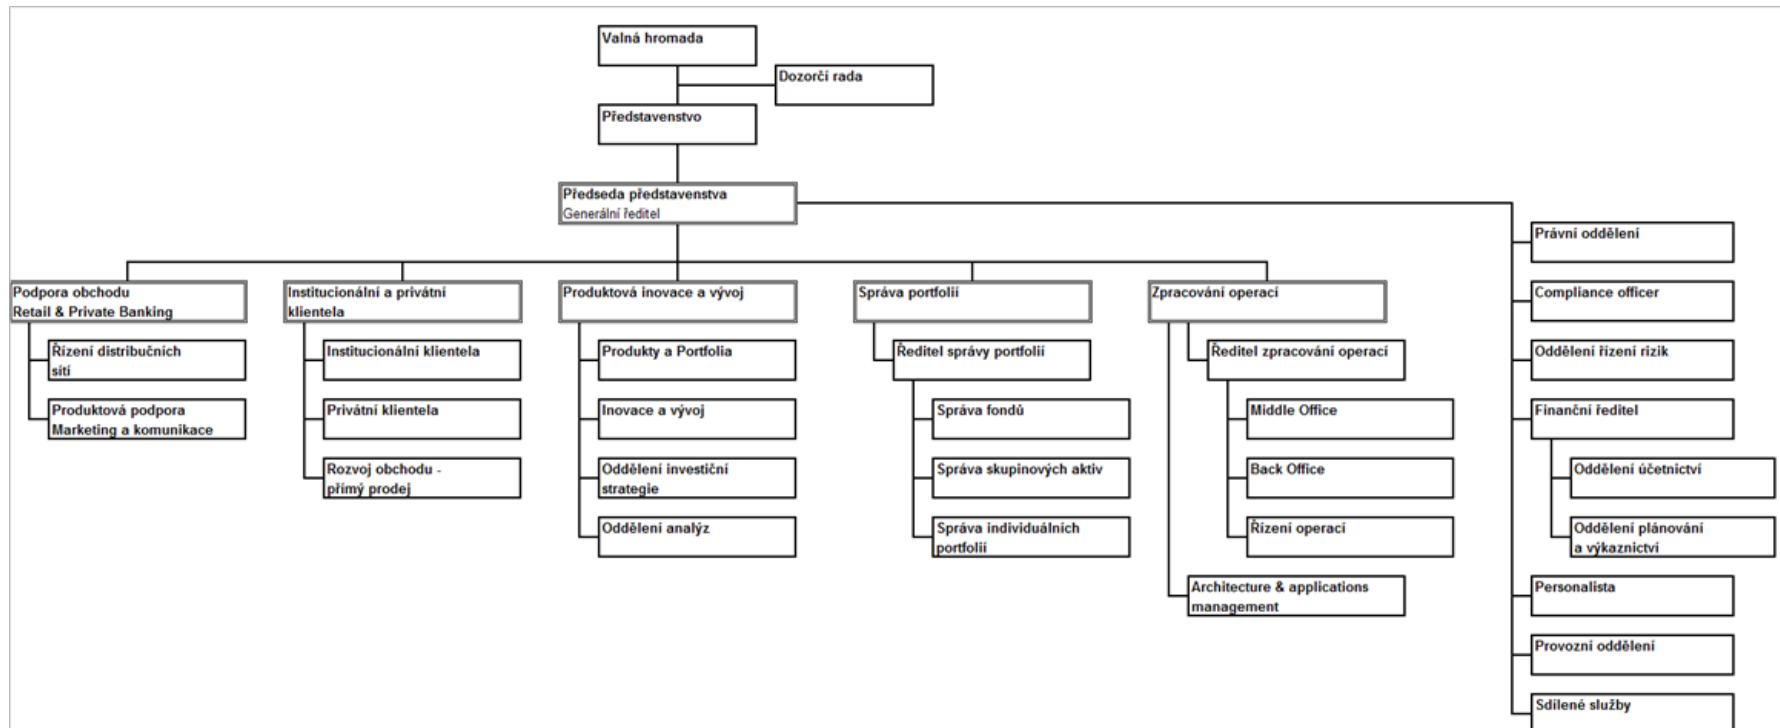 Valná hromada
Dozorčí rada
Představenstvo
Předseda představenstva
Generální ředitel
Podpora obchodu
Retail & Private Banking
Řízení distribučních
sítí
Produktová podpora
Marketing a komunikace
Institucionální a privátní
klientela
Institucionální klientela
Privátní klientela
Rozvoj obchodu -
přímý prodej
Produktová inovace a vývoj
Produkty a Portfolia
Inovace a vývoj
Oddělení investiční
strategie
Oddělení analýz
Správa portfolií
Ředitel správy portfolií
Správa fondů
Správa skupinových aktiv
Správa individuálních
portfolií
Zpracování operací
Ředitel zpracování operací
Middle Office
Back Office
Řízení operací
Architecture & applications
management
Právní oddělení
Compliance officer
Oddělení řízení rizik
Finanční ředitel
Oddělení účetnictví
Oddělení plánování
a výkaznictví
Personalista
Provozní oddělení
Sdílené služby